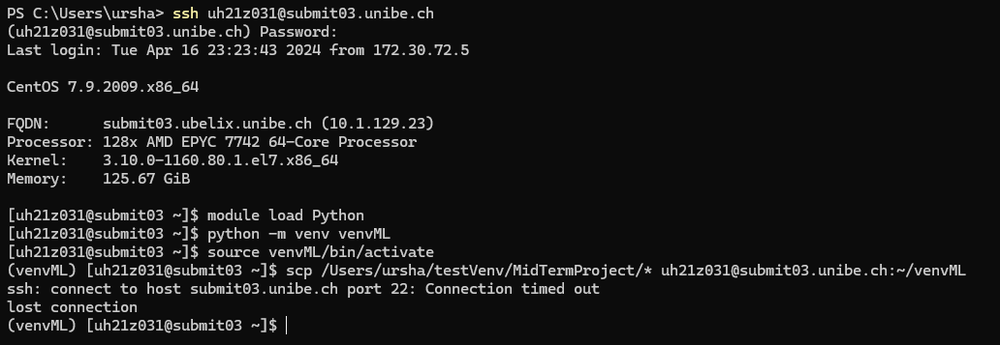 PS C:\Users\ursha> ssh uh21z031@submit03.unibe.ch
(uh21z031@submit03.unibe.ch) Password:
Last login: Tue Apr 16 23:23:43 2024 from 172.30.72.5
CentOS 7.9.2009.x86_64
FQDN:      submit03.ubelix.unibe.ch (10.1.129.23)
Processor: 128x AMD EPYC 7742 64-Core Processor
Kernel:    3.10.0-1160.80.1.el7.x86_64
Memory:    125.67 GiB
[uh21z031@submit03 ~]$ module load Python
[uh21z031@submit03 ~]$ python -m venv venvML
[uh21z031@submit03 ~]$ source venvML/bin/activate
(venvML) [uh21z031@submit03 ~]$ scp /Users/ursha/testVenv/MidTermProject/* uh21z031@submit03.unibe.ch:~/venvML
ssh: connect to host submit03.unibe.ch port 22: Connection timed out
lost connection
(venvML) [uh21z031@submit03 ~]$